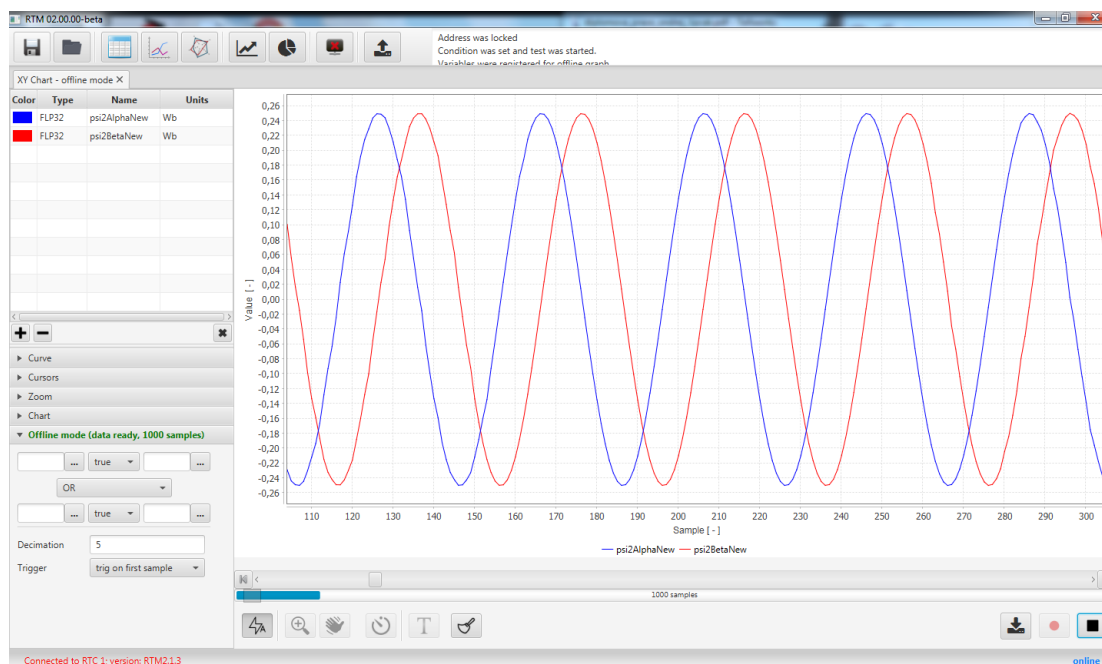 RTM 02.00.00-beta
Address was locked
Condition was set and test was started.
Variables were registered for offline graph
XY Chart - offline mode
Color Type Name Units
FLP32 psi2AlphaNew Wb
FLP32 psi2BetaNew Wb
Curve
Cursors
Zoom
Chart
Offline mode (data ready, 1000 samples)
... true ...
OR
... true ...
Decimation 5
Trigger trig on first sample
0,26
0,24
0,22
0,20
0,18
0,16
0,14
0,12
0,10
0,08
0,06
0,04
0,02
0,00
-0,02
-0,04
-0,06
-0,08
-0,10
-0,12
-0,14
-0,16
-0,18
-0,20
-0,22
-0,24
-0,26
Value [ - ]
110 120 130 140 150 160 170 180 190 200 210 220 230 240 250 260 270 280 290 300
Sample [ - ]
psi2AlphaNew psi2BetaNew
1000 samples
A T
Connected to RTC 1: version: RTM2.1.3
online